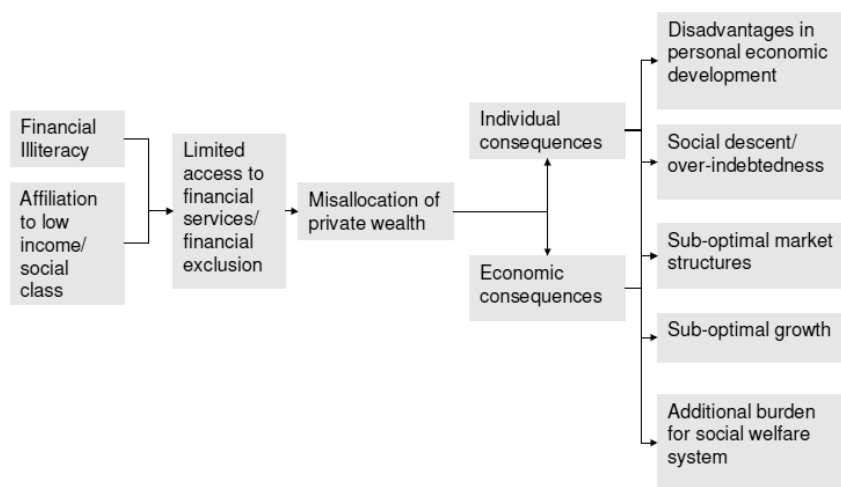 Financial
Illiteracy
Affiliation
to low
income/
social
class
Limited
access to
financial
services/
financial
exclusion
Misallocation of
private wealth
Individual
consequences
Economic
consequences
Disadvantages in
personal economic
development
Social descent/
over-indebtedness
Sub-optimal market
structures
Sub-optimal growth
Additional burden
for social welfare
system